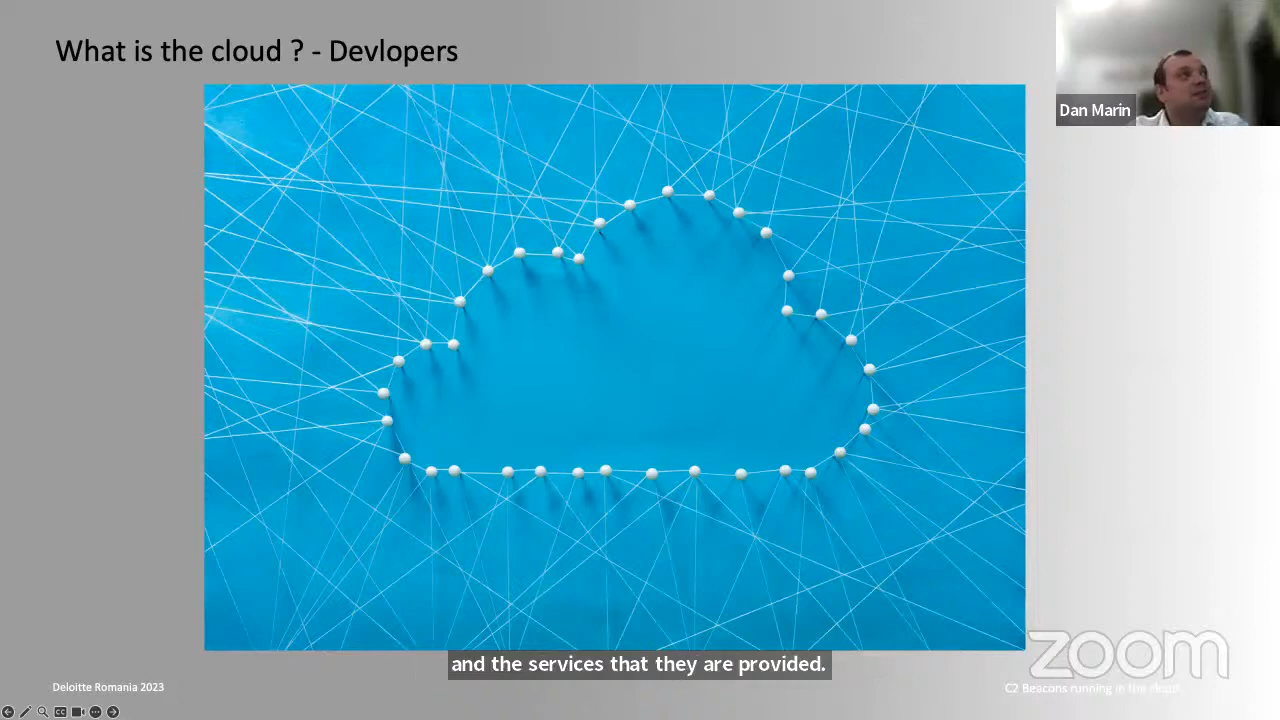 What is the cloud ? - Devlopers
Dan Marin
and the services that they are provided.
zoom
Deloitte Romania 2023
C2 Beacons running in the cloud
CC